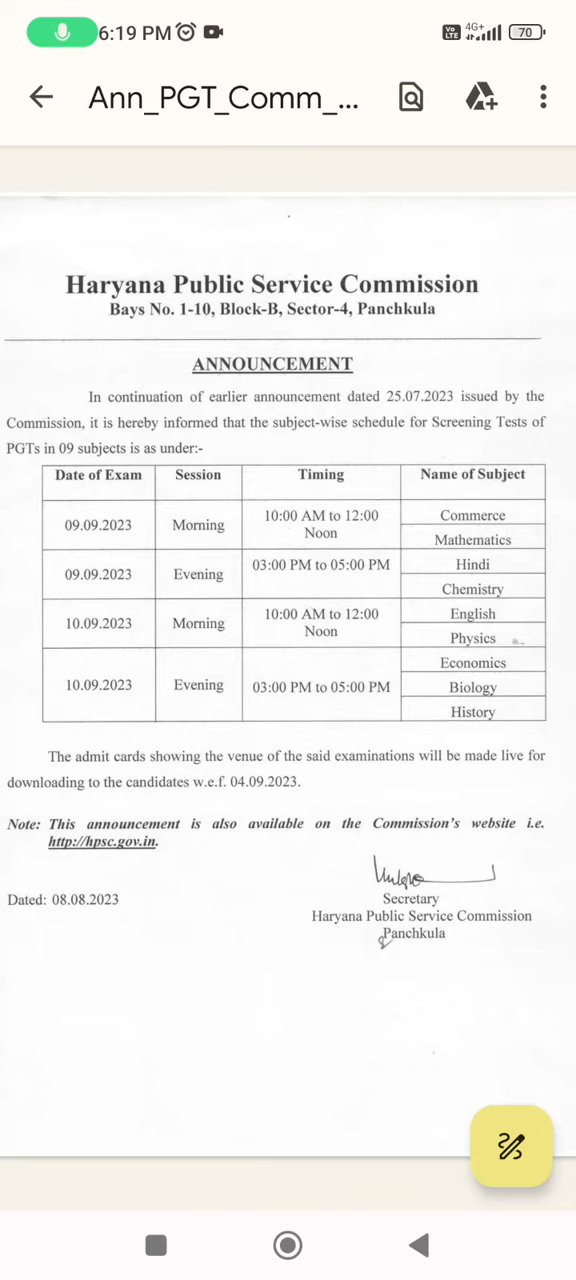 6:19 PM
Vo LTE 4G+ 70
Ann_PGT_Comm_...
Haryana Public Service Commission
Bays No. 1-10, Block-B, Sector-4, Panchkula
ANNOUNCEMENT
In continuation of earlier announcement dated 25.07.2023 issued by the
Commission, it is hereby informed that the subject-wise schedule for Screening Tests of
PGTs in 09 subjects is as under:-
Date of Exam Session Timing Name of Subject
09.09.2023 Morning 10:00 AM to 12:00 Noon Commerce
Mathematics
09.09.2023 Evening 03:00 PM to 05:00 PM Hindi
Chemistry
10.09.2023 Morning 10:00 AM to 12:00 Noon English
Physics
10.09.2023 Evening 03:00 PM to 05:00 PM Economics
Biology
History
The admit cards showing the venue of the said examinations will be made live for
downloading to the candidates w.e.f. 04.09.2023.
Note: This announcement is also available on the Commission's website i.e.
http://hpsc.gov.in.
Dated: 08.08.2023
Secretary
Haryana Public Service Commission
Panchkula